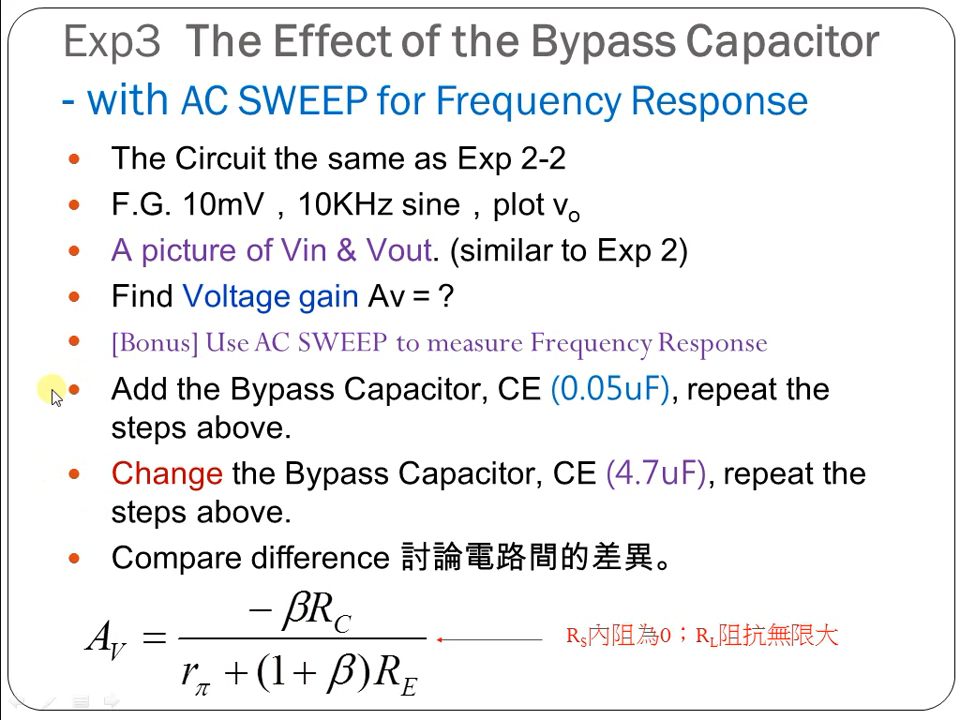 Exp3 The Effect of the Bypass Capacitor
- with AC SWEEP for Frequency Response
• The Circuit the same as Exp 2-2
• F.G. 10mV，10KHz sine，plot vₒ
• A picture of Vin & Vout. (similar to Exp 2)
• Find Voltage gain Av =？
• [Bonus] Use AC SWEEP to measure Frequency Response
• Add the Bypass Capacitor, CE (0.05uF), repeat the
steps above.
• Change the Bypass Capacitor, CE (4.7uF), repeat the
steps above.
• Compare difference 討論電路間的差異。
A_V = −βR_C / (r_π + (1 + β)R_E)
R_S內阻為0；R_L阻抗無限大